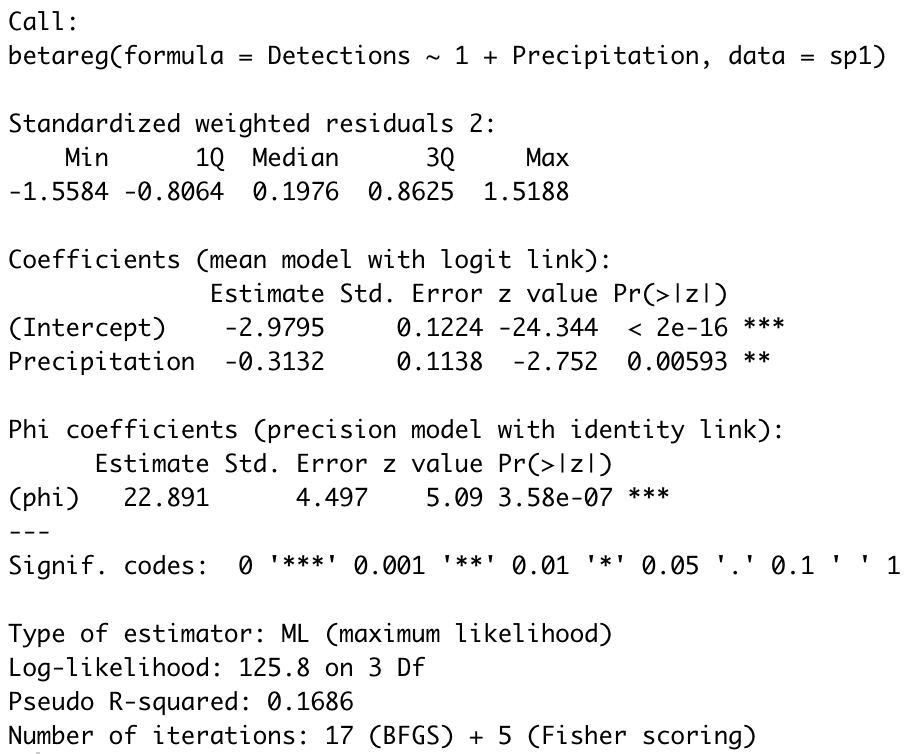 Call:
betareg(formula = Detections ~ 1 + Precipitation, data = sp1)

Standardized weighted residuals 2:
    Min      1Q  Median      3Q     Max
-1.5584 -0.8064  0.1976  0.8625  1.5188

Coefficients (mean model with logit link):
              Estimate Std. Error z value Pr(>|z|)
(Intercept)    -2.9795     0.1224 -24.344  < 2e-16 ***
Precipitation  -0.3132     0.1138  -2.752  0.00593 **

Phi coefficients (precision model with identity link):
      Estimate Std. Error z value Pr(>|z|)
(phi)   22.891      4.497    5.09 3.58e-07 ***
---
Signif. codes:  0 '***' 0.001 '**' 0.01 '*' 0.05 '.' 0.1 ' ' 1

Type of estimator: ML (maximum likelihood)
Log-likelihood: 125.8 on 3 Df
Pseudo R-squared: 0.1686
Number of iterations: 17 (BFGS) + 5 (Fisher scoring)